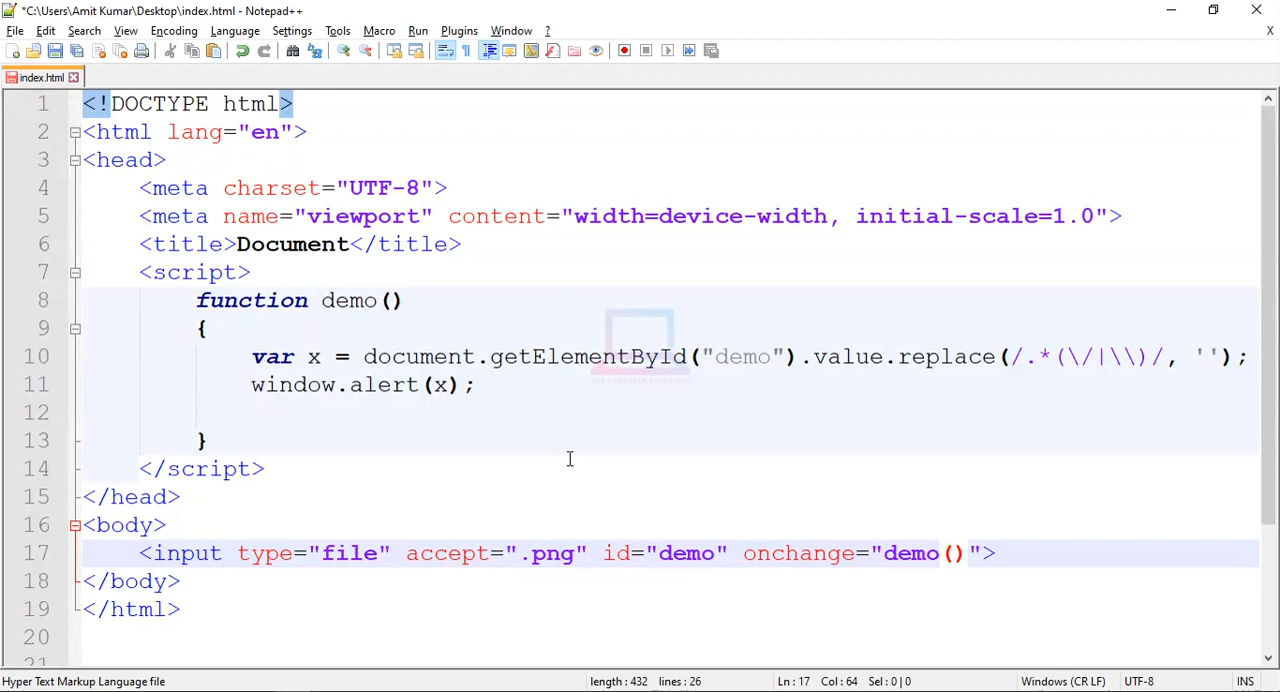 *C:\Users\Amit Kumar\Desktop\index.html - Notepad++
File Edit Search View Encoding Language Settings Tools Macro Run Plugins Window ? X
index.html
1 <!DOCTYPE html>
2 <html lang="en">
3 <head>
4 <meta charset="UTF-8">
5 <meta name="viewport" content="width=device-width, initial-scale=1.0">
6 <title>Document</title>
7 <script>
8 function demo()
9 {
10 var x = document.getElementById("demo").value.replace(/.*(\/|\\)/, '');
11 window.alert(x);
12
13 }
14 </script>
15 </head>
16 <body>
17 <input type="file" accept=".png" id="demo" onchange="demo()">
18 </body>
19 </html>
20
21
Hyper Text Markup Language file length : 432 lines : 26 Ln : 17 Col : 64 Sel : 0 | 0 Windows (CR LF) UTF-8 INS